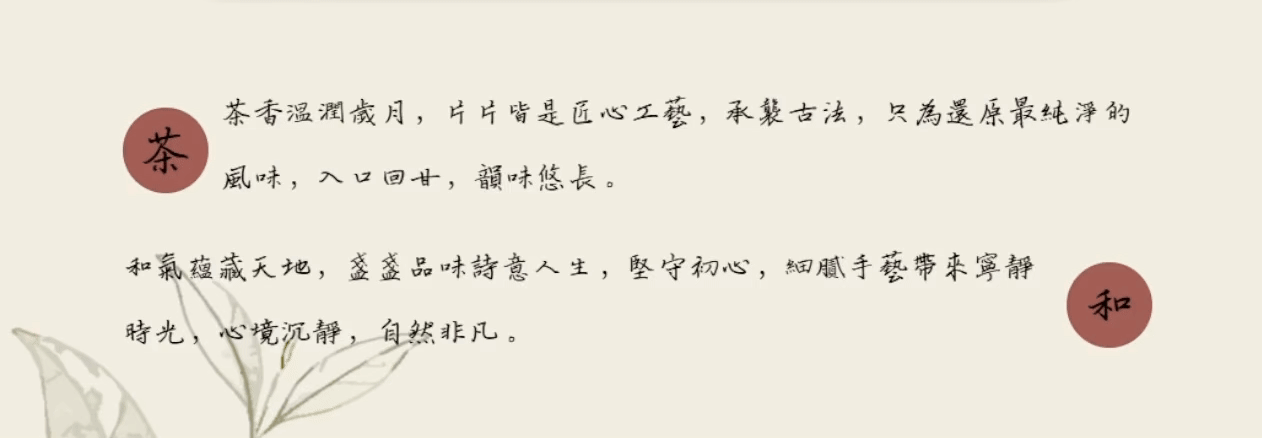 茶
茶香溫潤歲月，片片皆是匠心工藝，承襲古法，只為還原最純淨的
風味，入口回甘，韻味悠長。
和氣蘊藏天地，盞盞品味詩意人生，堅守初心，細膩手藝帶來寧靜
時光，心境沉靜，自然非凡。
和